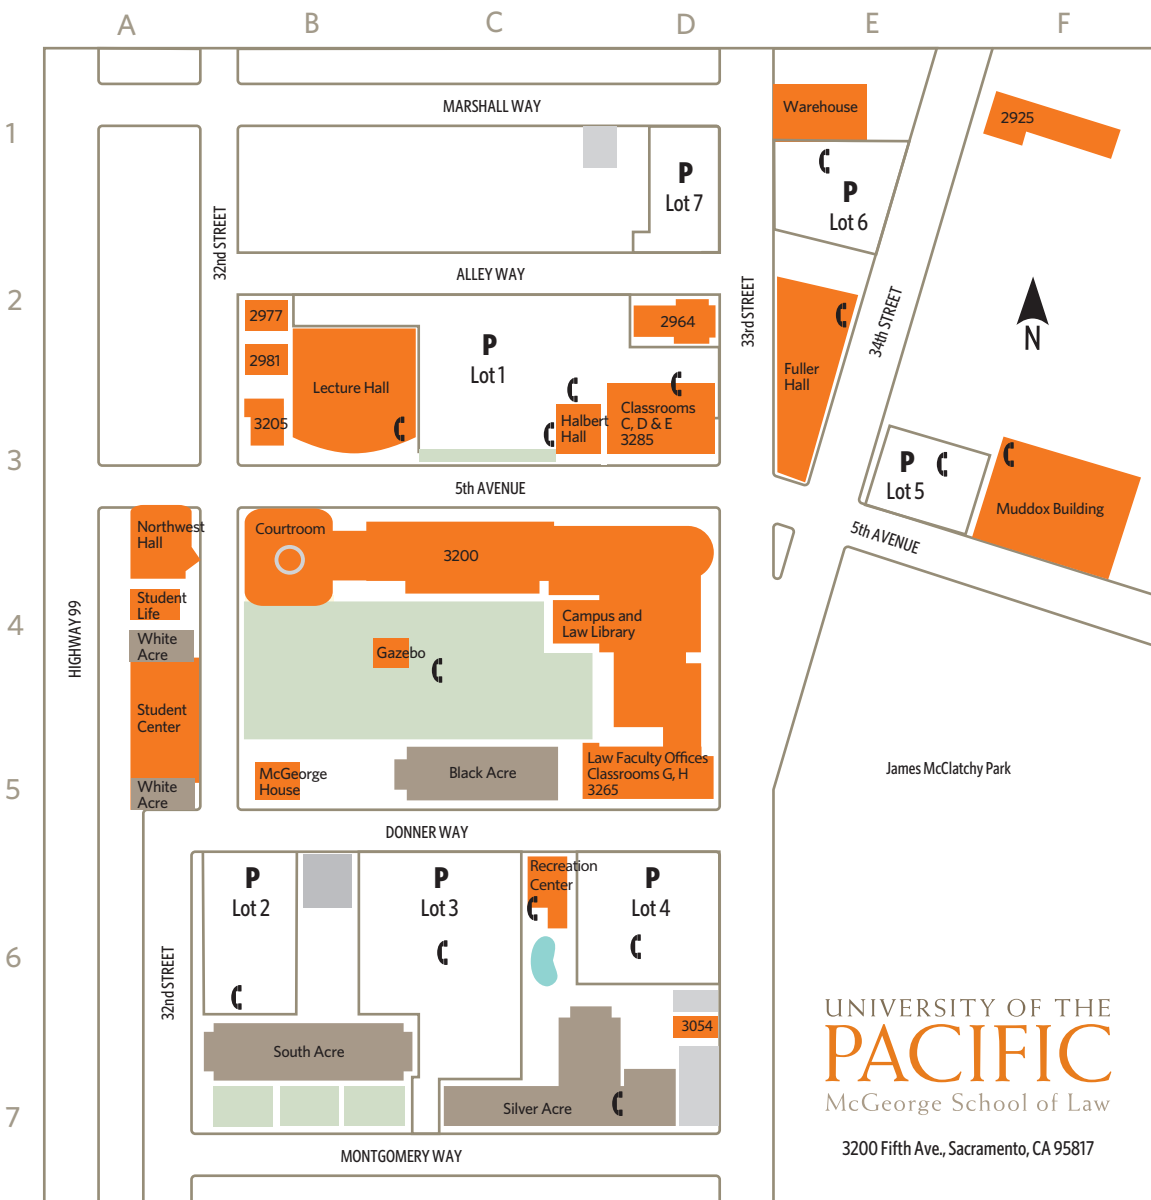 A B C D E F
1
2
3
4
5
6
7
MARSHALL WAY
Warehouse
2925
P
Lot 7
P
Lot 6
32nd STREET
ALLEY WAY
33rd STREET
34th STREET
N
2977
2981
3205
Lecture Hall
P
Lot 1
2964
Halbert
Hall
Classrooms
C, D & E
3285
Fuller
Hall
P
Lot 5
Muddox Building
5th AVENUE
5th AVENUE
Northwest
Hall
Courtroom
3200
HIGHWAY 99
Student
Life
White
Acre
Student
Center
White
Acre
Gazebo
Campus and
Law Library
McGeorge
House
Black Acre
Law Faculty Offices
Classrooms G, H
3265
James McClatchy Park
DONNER WAY
P
Lot 2
P
Lot 3
Recreation
Center
P
Lot 4
32nd STREET
South Acre
Silver Acre
3054
MONTGOMERY WAY
UNIVERSITY OF THE
PACIFIC
McGeorge School of Law
3200 Fifth Ave., Sacramento, CA 95817